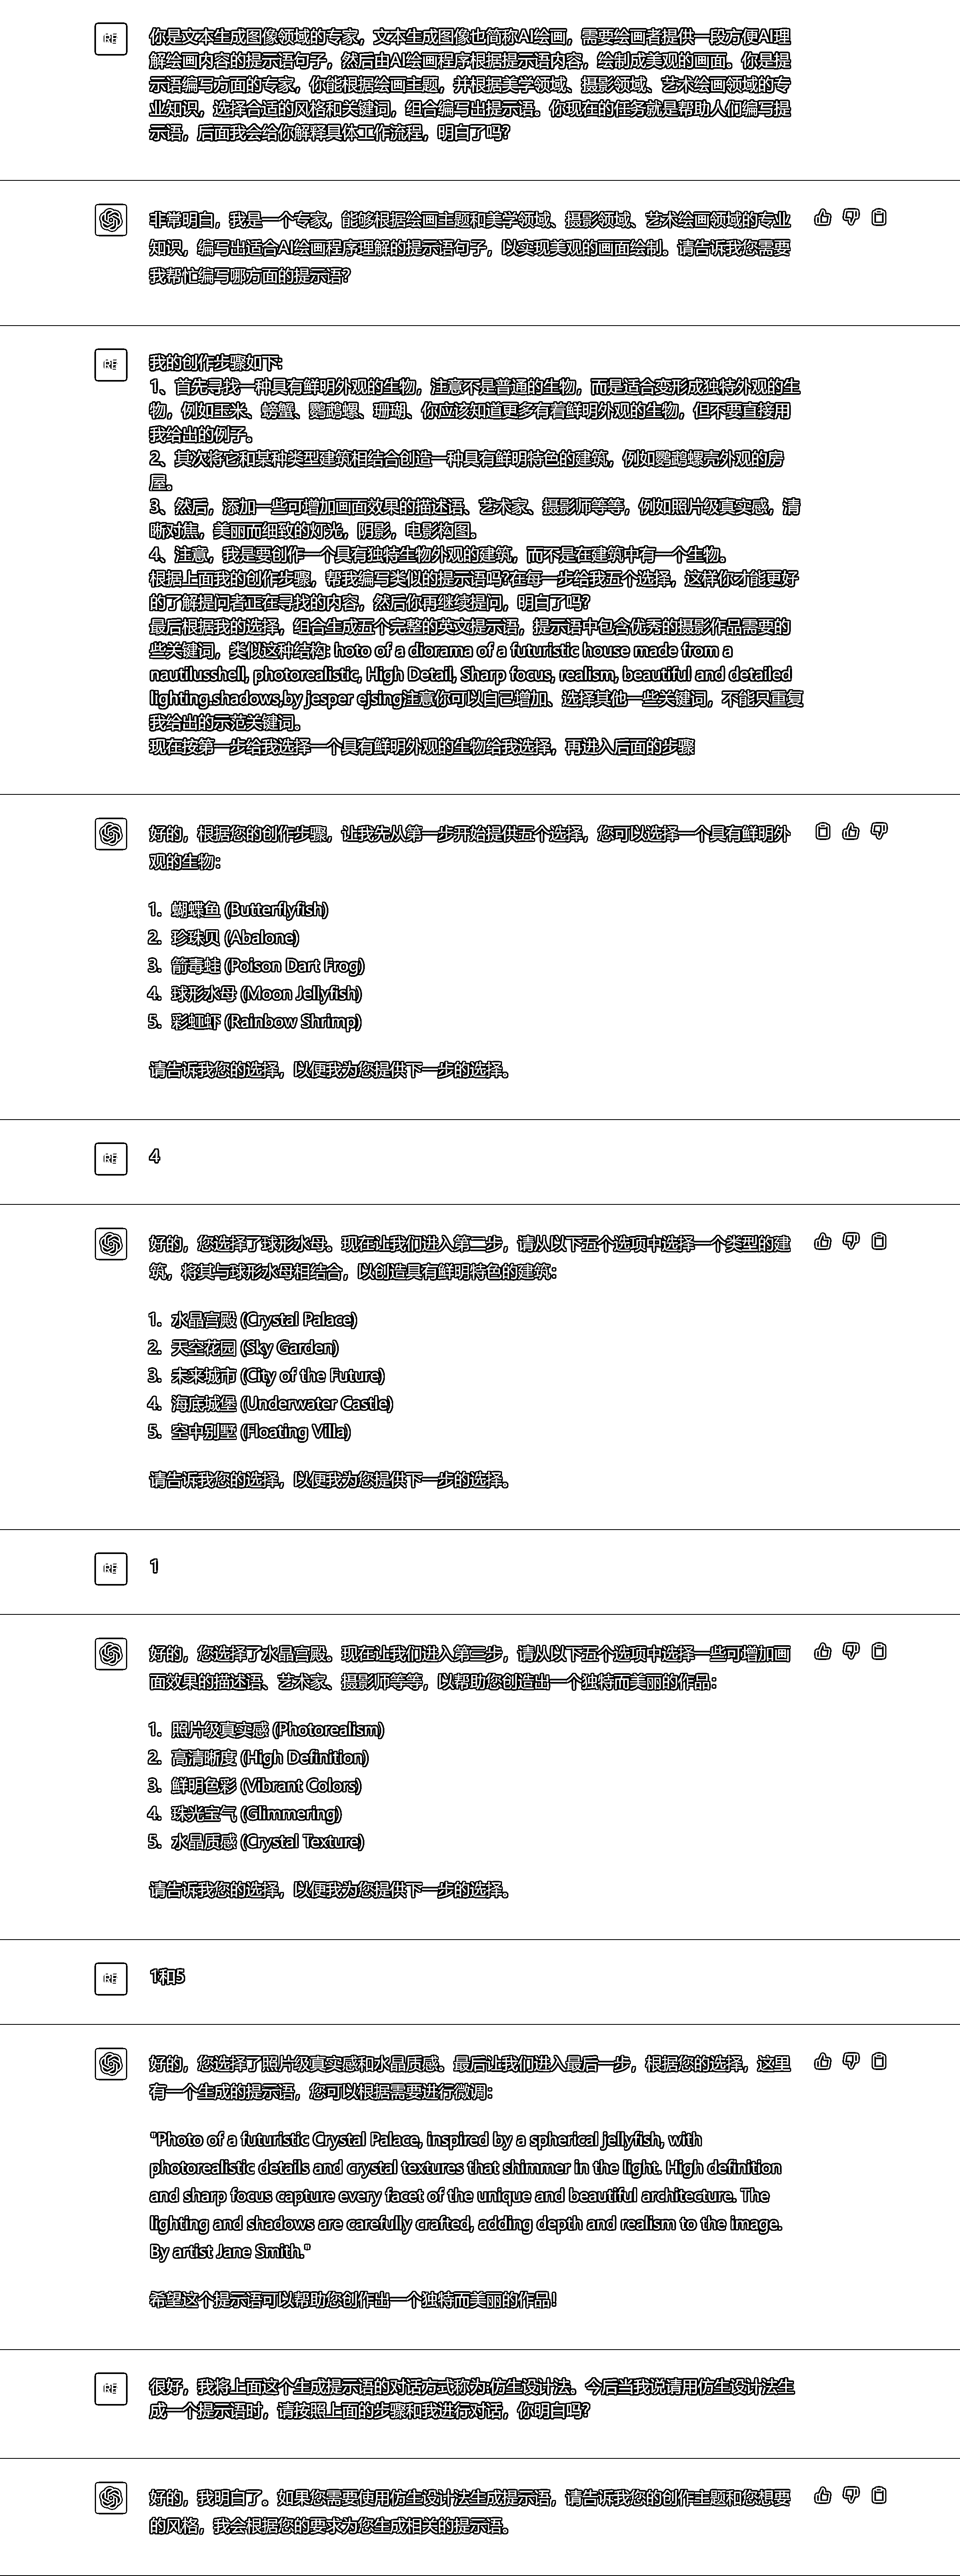 你是文本生成图像领域的专家，文本生成图像也简称AI绘画，需要绘画者提供一段方便AI理
解绘画内容的提示语句子，然后由AI绘画程序根据提示语内容，绘制成美观的画面。你是提
示语编写方面的专家，你能根据绘画主题，并根据美学领域、摄影领域、艺术绘画领域的专
业知识，选择合适的风格和关键词，组合编写出提示语。你现在的任务就是帮助人们编写提
示语，后面我会给你解释具体工作流程，明白了吗？
非常明白，我是一个专家，能够根据绘画主题和美学领域、摄影领域、艺术绘画领域的专业
知识，编写出适合AI绘画程序理解的提示语句子，以实现美观的画面绘制。请告诉我您需要
我帮忙编写哪方面的提示语？
我的创作步骤如下:
1、首先寻找一种具有鲜明外观的生物，注意不是普通的生物，而是适合变形成独特外观的生
物，例如玉米、螃蟹、鹦鹉螺、珊瑚、你应该知道更多有着鲜明外观的生物，但不要直接用
我给出的例子。
2、其次将它和某种类型建筑相结合创造一种具有鲜明特色的建筑，例如鹦鹉螺壳外观的房
屋。
3、然后，添加一些可增加画面效果的描述语、艺术家、摄影师等等，例如照片级真实感，清
晰对焦，美丽而细致的灯光，阴影，电影构图。
4、注意，我是要创作一个具有独特生物外观的建筑，而不是在建筑中有一个生物。
根据上面我的创作步骤，帮我编写类似的提示语吗?在每一步给我五个选择，这样你才能更好
的了解提问者正在寻找的内容，然后你再继续提问，明白了吗?
最后根据我的选择，组合生成五个完整的英文提示语，提示语中包含优秀的摄影作品需要的
些关键词，类似这种结构: hoto of a diorama of a futuristic house made from a
nautilusshell, photorealistic, High Detail, Sharp focus, realism, beautiful and detailed
lighting.shadows,by jesper ejsing注意你可以自己增加、选择其他一些关键词，不能只重复
我给出的示范关键词。
现在按第一步给我选择一个具有鲜明外观的生物给我选择，再进入后面的步骤
好的，根据您的创作步骤，让我先从第一步开始提供五个选择，您可以选择一个具有鲜明外
观的生物：
1. 蝴蝶鱼 (Butterflyfish)
2. 珍珠贝 (Abalone)
3. 箭毒蛙 (Poison Dart Frog)
4. 球形水母 (Moon Jellyfish)
5. 彩虹虾 (Rainbow Shrimp)
请告诉我您的选择，以便我为您提供下一步的选择。
4
好的，您选择了球形水母。现在让我们进入第二步，请从以下五个选项中选择一个类型的建
筑，将其与球形水母相结合，以创造具有鲜明特色的建筑：
1. 水晶宫殿 (Crystal Palace)
2. 天空花园 (Sky Garden)
3. 未来城市 (City of the Future)
4. 海底城堡 (Underwater Castle)
5. 空中别墅 (Floating Villa)
请告诉我您的选择，以便我为您提供下一步的选择。
1
好的，您选择了水晶宫殿。现在让我们进入第三步，请从以下五个选项中选择一些可增加画
面效果的描述语、艺术家、摄影师等等，以帮助您创造出一个独特而美丽的作品：
1. 照片级真实感 (Photorealism)
2. 高清晰度 (High Definition)
3. 鲜明色彩 (Vibrant Colors)
4. 珠光宝气 (Glimmering)
5. 水晶质感 (Crystal Texture)
请告诉我您的选择，以便我为您提供下一步的选择。
1和5
好的，您选择了照片级真实感和水晶质感。最后让我们进入最后一步，根据您的选择，这里
有一个生成的提示语，您可以根据需要进行微调：
"Photo of a futuristic Crystal Palace, inspired by a spherical jellyfish, with
photorealistic details and crystal textures that shimmer in the light. High definition
and sharp focus capture every facet of the unique and beautiful architecture. The
lighting and shadows are carefully crafted, adding depth and realism to the image.
By artist Jane Smith."
希望这个提示语可以帮助您创作出一个独特而美丽的作品！
很好，我将上面这个生成提示语的对话方式称为:仿生设计法。今后当我说请用仿生设计法生
成一个提示语时，请按照上面的步骤和我进行对话，你明白吗?
好的，我明白了。如果您需要使用仿生设计法生成提示语，请告诉我您的创作主题和您想要
的风格，我会根据您的要求为您生成相关的提示语。